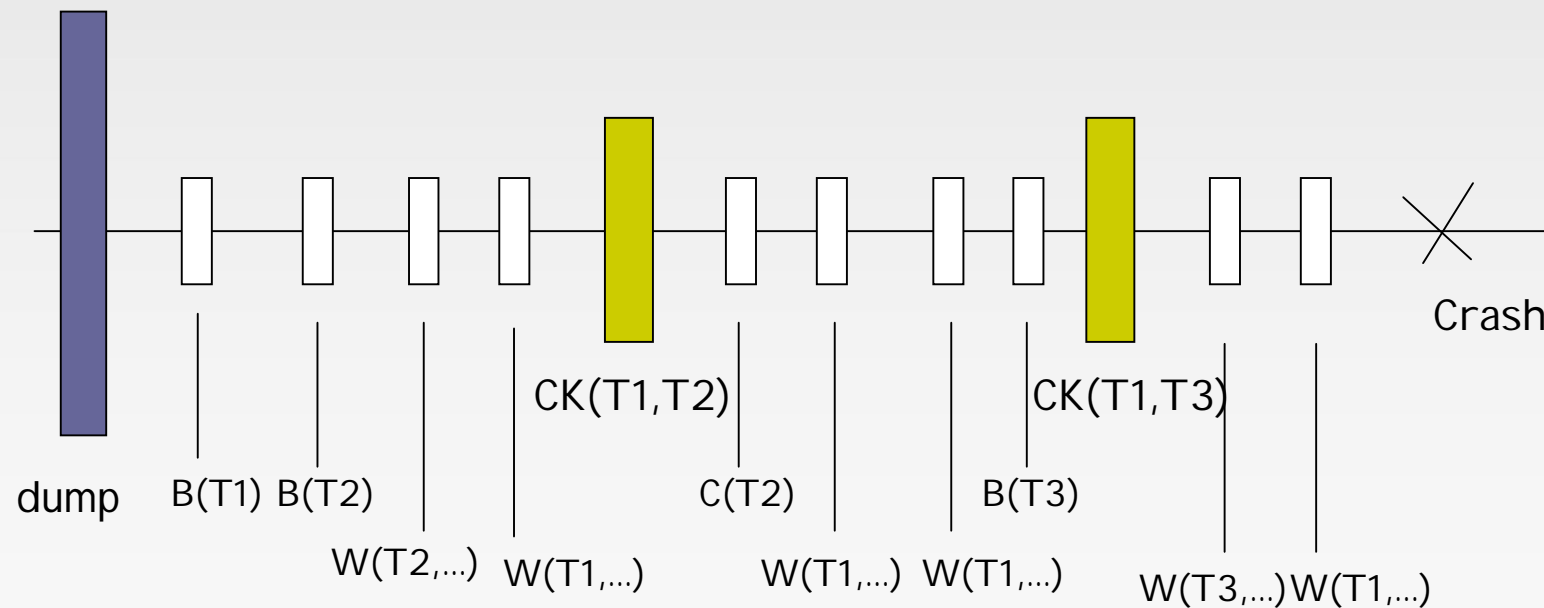 Crash
CK(T1,T2) CK(T1,T3)
dump B(T1) B(T2) C(T2) B(T3)
W(T2,...) W(T1,...) W(T1,...) W(T1,...) W(T3,...) W(T1,...)